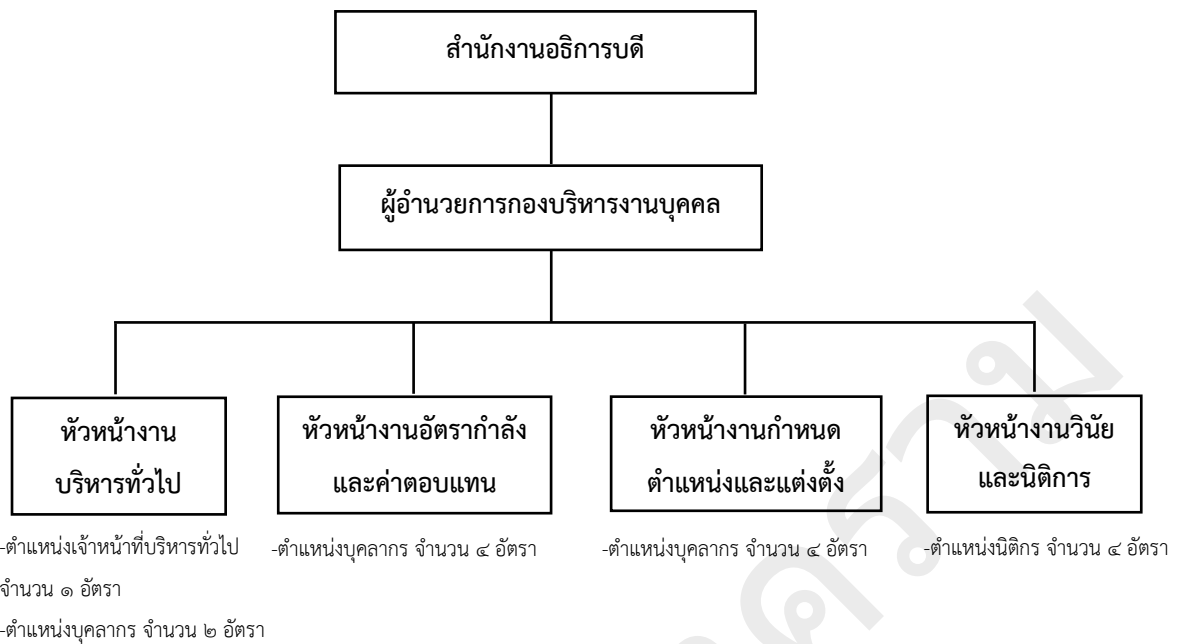 สำนักงานอธิการบดี
ผู้อำนวยการกองบริหารงานบุคคล
หัวหน้างาน
บริหารทั่วไป
-ตำแหน่งเจ้าหน้าที่บริหารทั่วไป
จำนวน ๑ อัตรา
-ตำแหน่งบุคลากร จำนวน ๒ อัตรา
หัวหน้างานอัตรากำลัง
และค่าตอบแทน
-ตำแหน่งบุคลากร จำนวน ๔ อัตรา
หัวหน้างานกำหนด
ตำแหน่งและแต่งตั้ง
-ตำแหน่งบุคลากร จำนวน ๔ อัตรา
หัวหน้างานวินัย
และนิติการ
-ตำแหน่งนิติกร จำนวน ๔ อัตรา